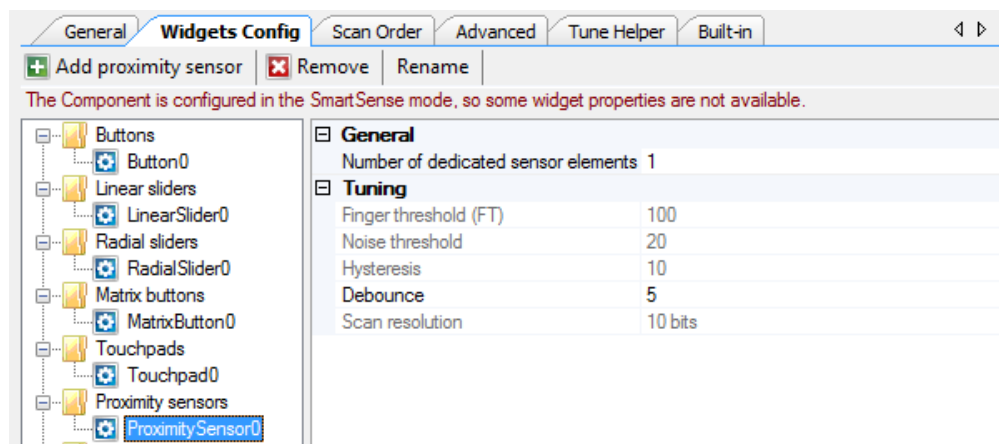 General Widgets Config Scan Order Advanced Tune Helper Built-in
Add proximity sensor Remove Rename
The Component is configured in the SmartSense mode, so some widget properties are not available.
Buttons
Button0
Linear sliders
LinearSlider0
Radial sliders
RadialSlider0
Matrix buttons
MatrixButton0
Touchpads
Touchpad0
Proximity sensors
ProximitySensor0
General
Number of dedicated sensor elements 1
Tuning
Finger threshold (FT) 100
Noise threshold 20
Hysteresis 10
Debounce 5
Scan resolution 10 bits